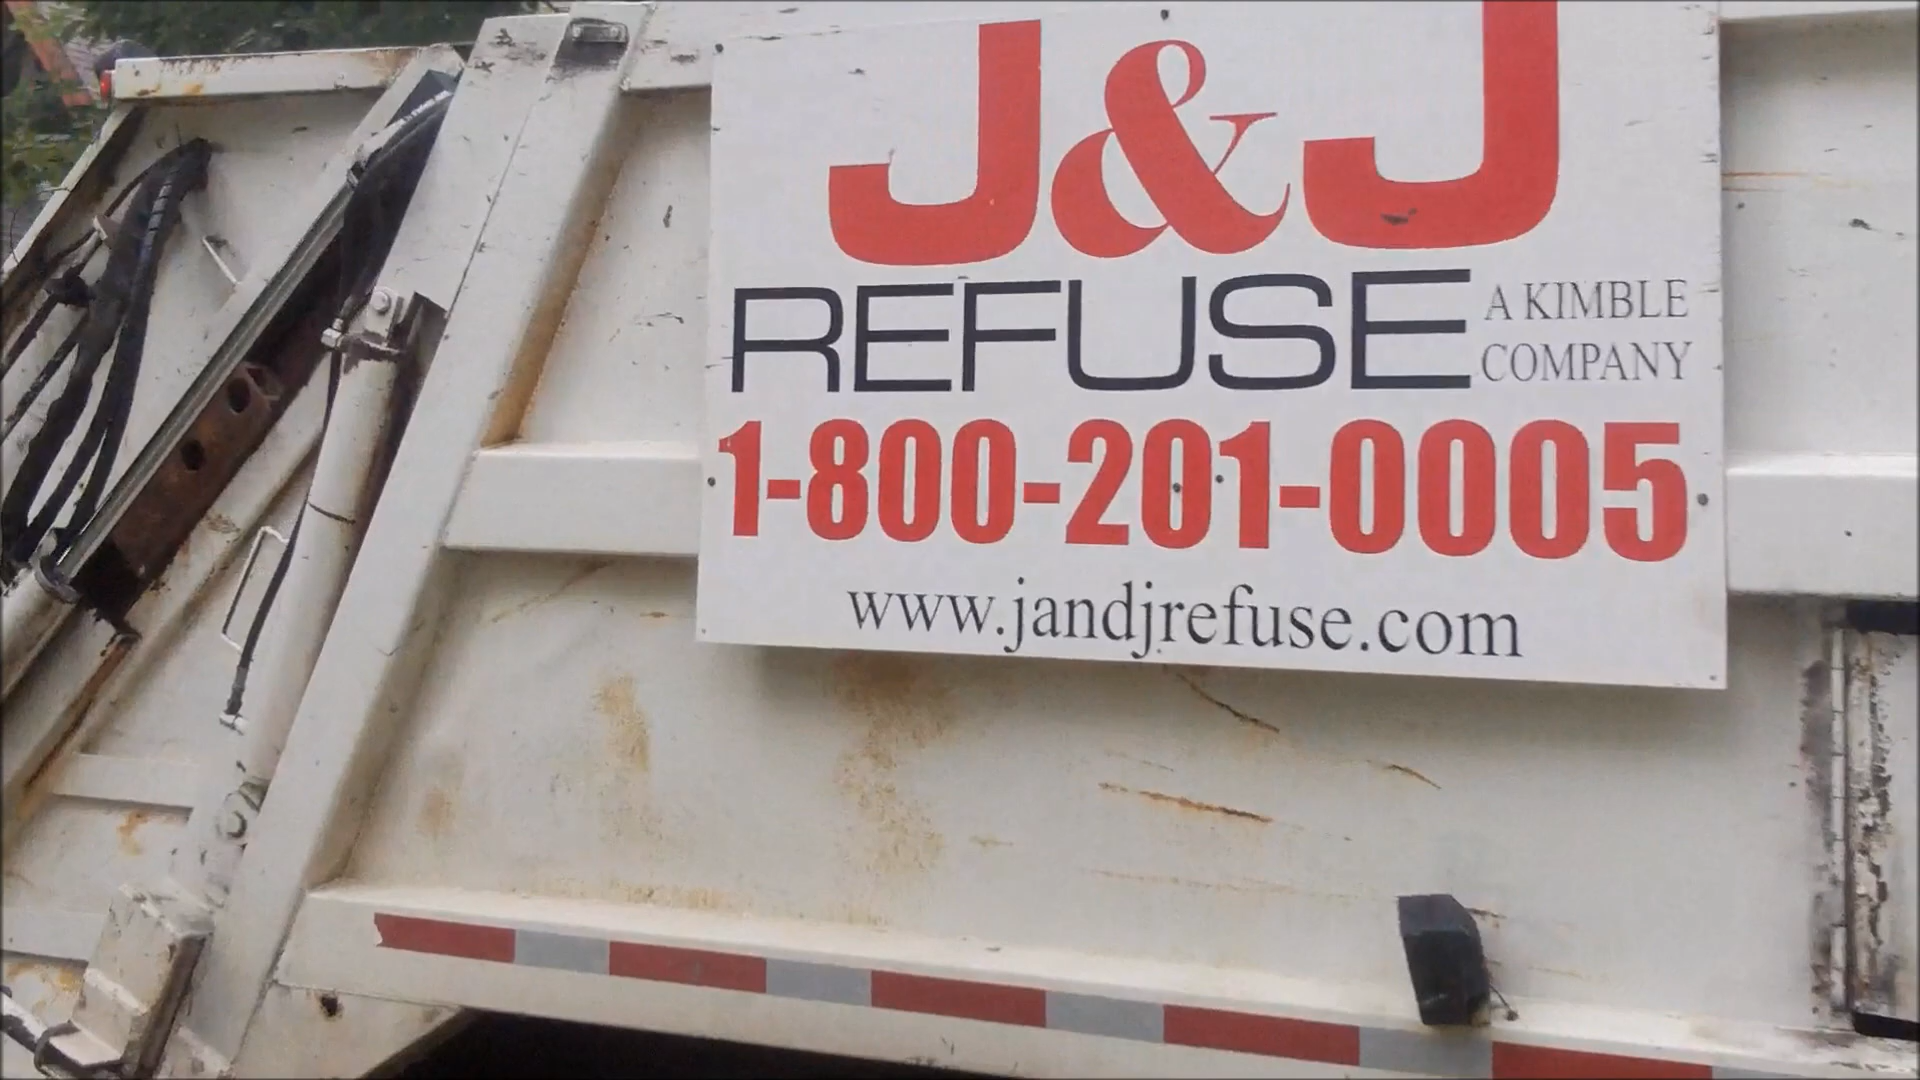 J&J
REFUSE
A KIMBLE
COMPANY
1-800-201-0005
www.jandjrefuse.com